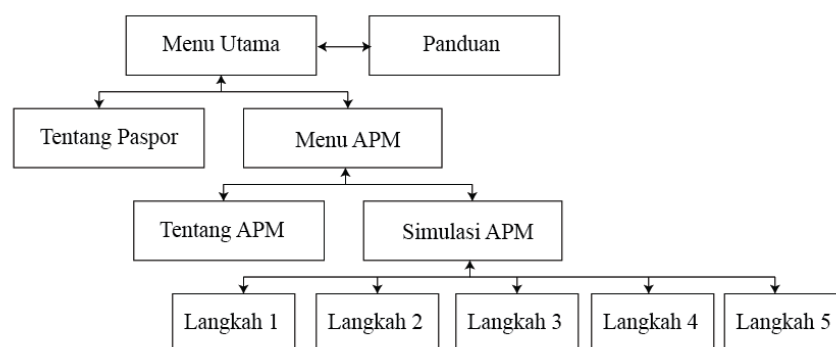 Menu Utama
Panduan
Tentang Paspor
Menu APM
Tentang APM
Simulasi APM
Langkah 1
Langkah 2
Langkah 3
Langkah 4
Langkah 5